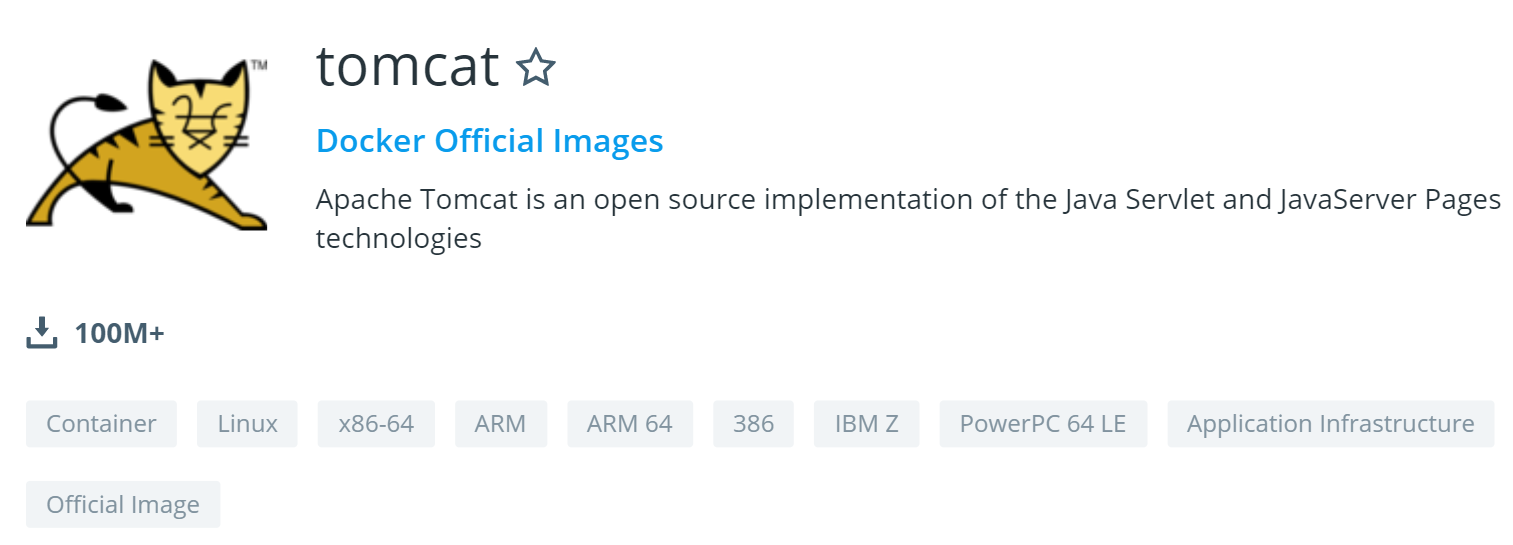 TM
tomcat
Docker Official Images
Apache Tomcat is an open source implementation of the Java Servlet and JavaServer Pages
technologies
100M+
Container Linux x86-64 ARM ARM 64 386 IBM Z PowerPC 64 LE Application Infrastructure
Official Image